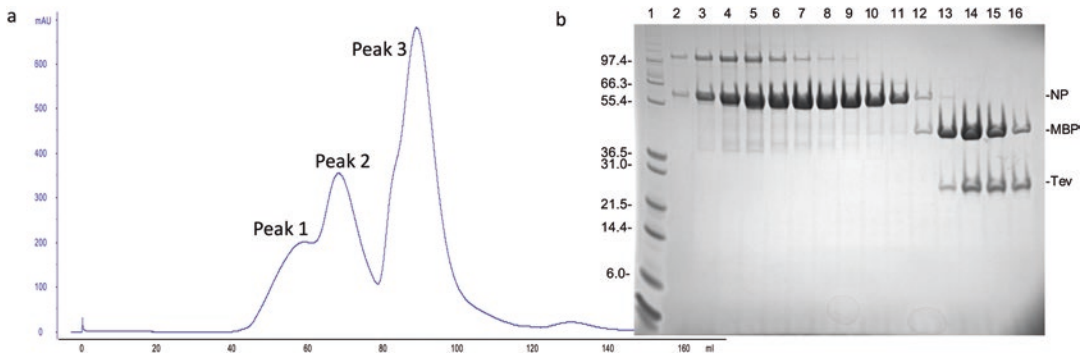 a
mAU
600
500
400
300
200
100
0
Peak 1
Peak 2
Peak 3
0 20 40 60 80 100 120 140 160 ml
b
1 2 3 4 5 6 7 8 9 10 11 12 13 14 15 16
97.4-
66.3-
55.4-
36.5-
31.0-
21.5-
14.4-
6.0-
-NP
-MBP
-Tev